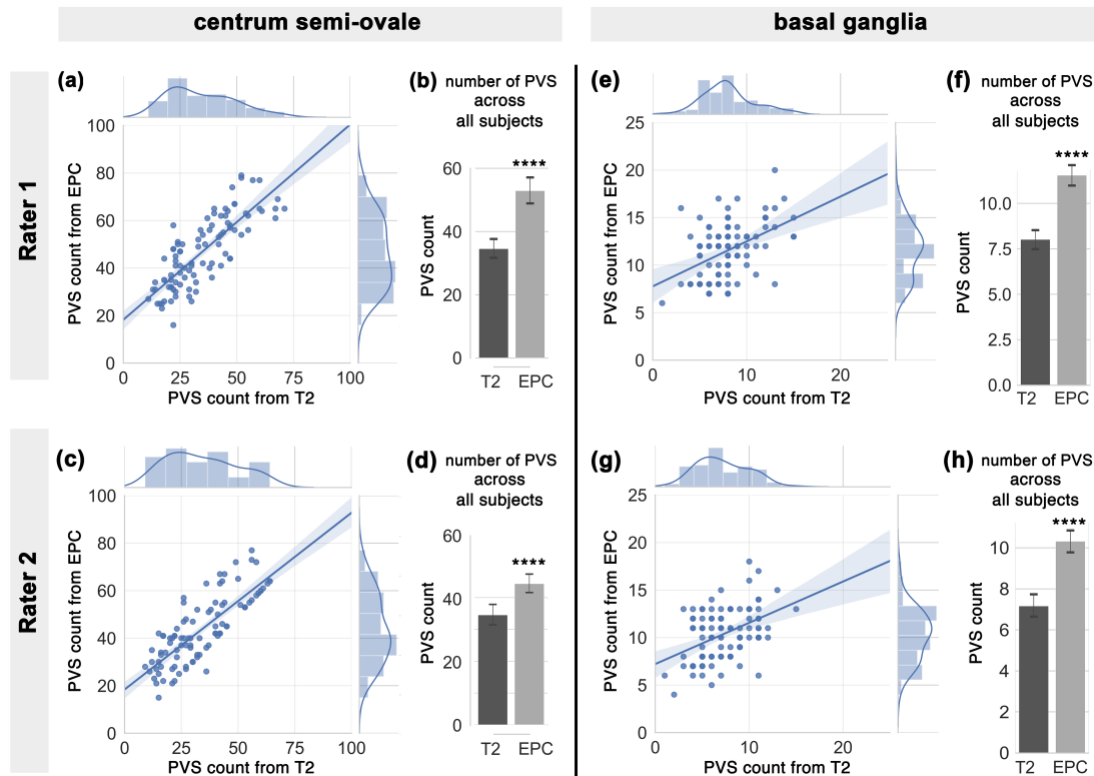 centrum semi-ovale
basal ganglia
Rater 1
(a)
100
80
60
40
20
0
PVS count from EPC
0 25 50 75 100
PVS count from T2
(b)
number of PVS
across
all subjects
****
60
40
20
0
PVS count
T2 EPC
(e)
25
20
15
10
5
0
PVS count from EPC
0 10 20
PVS count from T2
(f)
number of PVS
across
all subjects
****
10.0
7.5
5.0
2.5
0.0
PVS count
T2 EPC
Rater 2
(c)
100
80
60
40
20
0
PVS count from EPC
0 25 50 75 100
PVS count from T2
(d)
number of PVS
across
all subjects
****
60
40
20
0
PVS count
T2 EPC
(g)
25
20
15
10
5
0
PVS count from EPC
0 10 20
PVS count from T2
(h)
number of PVS
across
all subjects
****
10
8
6
4
2
0
PVS count
T2 EPC